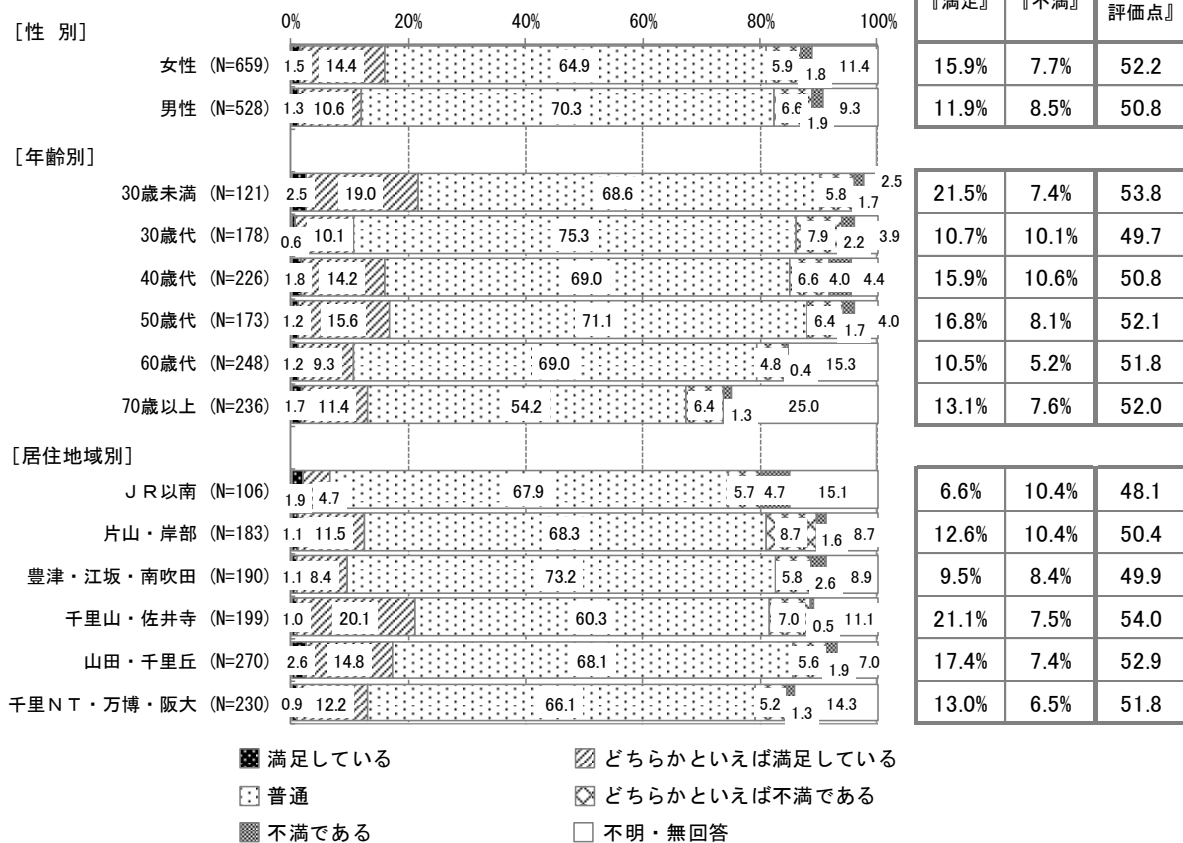 『満足』 『不満』 評価点』
0% 20% 40% 60% 80% 100%
[性 別]
女性 (N=659) 1.5 14.4 64.9 5.9 1.8 11.4 15.9% 7.7% 52.2
男性 (N=528) 1.3 10.6 70.3 6.6 1.9 9.3 11.9% 8.5% 50.8
[年齢別]
30歳未満 (N=121) 2.5 19.0 68.6 5.8 1.7 2.5 21.5% 7.4% 53.8
30歳代 (N=178) 0.6 10.1 75.3 7.9 2.2 3.9 10.7% 10.1% 49.7
40歳代 (N=226) 1.8 14.2 69.0 6.6 4.0 4.4 15.9% 10.6% 50.8
50歳代 (N=173) 1.2 15.6 71.1 6.4 1.7 4.0 16.8% 8.1% 52.1
60歳代 (N=248) 1.2 9.3 69.0 4.8 0.4 15.3 10.5% 5.2% 51.8
70歳以上 (N=236) 1.7 11.4 54.2 6.4 1.3 25.0 13.1% 7.6% 52.0
[居住地域別]
ＪＲ以南 (N=106) 1.9 4.7 67.9 5.7 4.7 15.1 6.6% 10.4% 48.1
片山・岸部 (N=183) 1.1 11.5 68.3 8.7 1.6 8.7 12.6% 10.4% 50.4
豊津・江坂・南吹田 (N=190) 1.1 8.4 73.2 5.8 2.6 8.9 9.5% 8.4% 49.9
千里山・佐井寺 (N=199) 1.0 20.1 60.3 7.0 0.5 11.1 21.1% 7.5% 54.0
山田・千里丘 (N=270) 2.6 14.8 68.1 5.6 1.9 7.0 17.4% 7.4% 52.9
千里ＮＴ・万博・阪大 (N=230) 0.9 12.2 66.1 5.2 1.3 14.3 13.0% 6.5% 51.8
満足している どちらかといえば満足している
普通 どちらかといえば不満である
不満である 不明・無回答